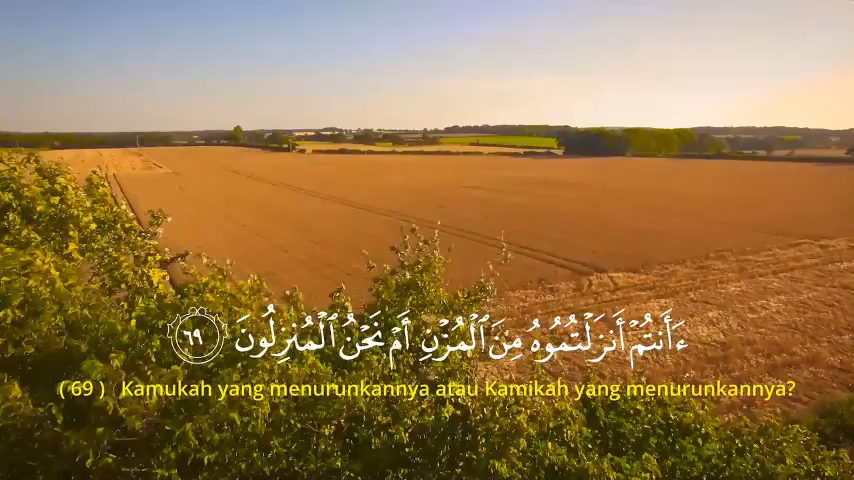 ءَأَنتُمْ أَنزَلْتُمُوهُ مِنَ ٱلْمُزْنِ أَمْ نَحْنُ ٱلْمُنزِلُونَ ٦٩
( 69 ) Kamukah yang menurunkannya atau Kamikah yang menurunkannya?